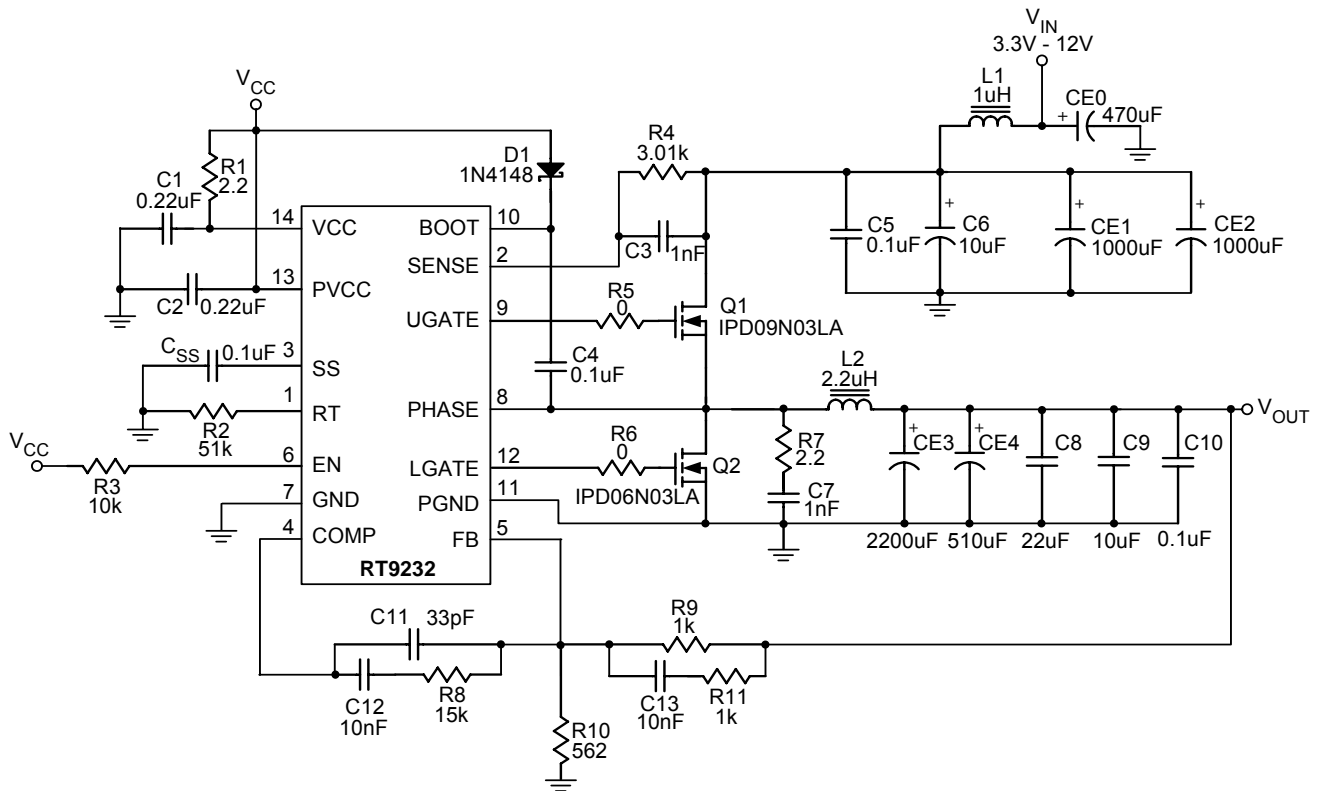 V_IN
3.3V - 12V
L1
1uH
CE0
470uF
+
V_CC
R1
2.2
C1
0.22uF
D1
1N4148
R4
3.01k
C3
1nF
C5
0.1uF
+
C6
10uF
+
CE1
1000uF
+
CE2
1000uF
14
VCC
BOOT
10
SENSE
2
13
PVCC
C2
0.22uF
UGATE
9
R5
0
Q1
IPD09N03LA
C_SS
0.1uF
3
SS
C4
0.1uF
L2
2.2uH
1
RT
PHASE
8
V_OUT
R2
51k
V_CC
R3
10k
6
EN
LGATE
12
R6
0
Q2
IPD06N03LA
R7
2.2
C7
1nF
+
CE3
2200uF
+
CE4
510uF
C8
22uF
C9
10uF
C10
0.1uF
7
GND
PGND
11
4
COMP
FB
5
RT9232
C11
33pF
C12
10nF
R8
15k
R9
1k
C13
10nF
R11
1k
R10
562